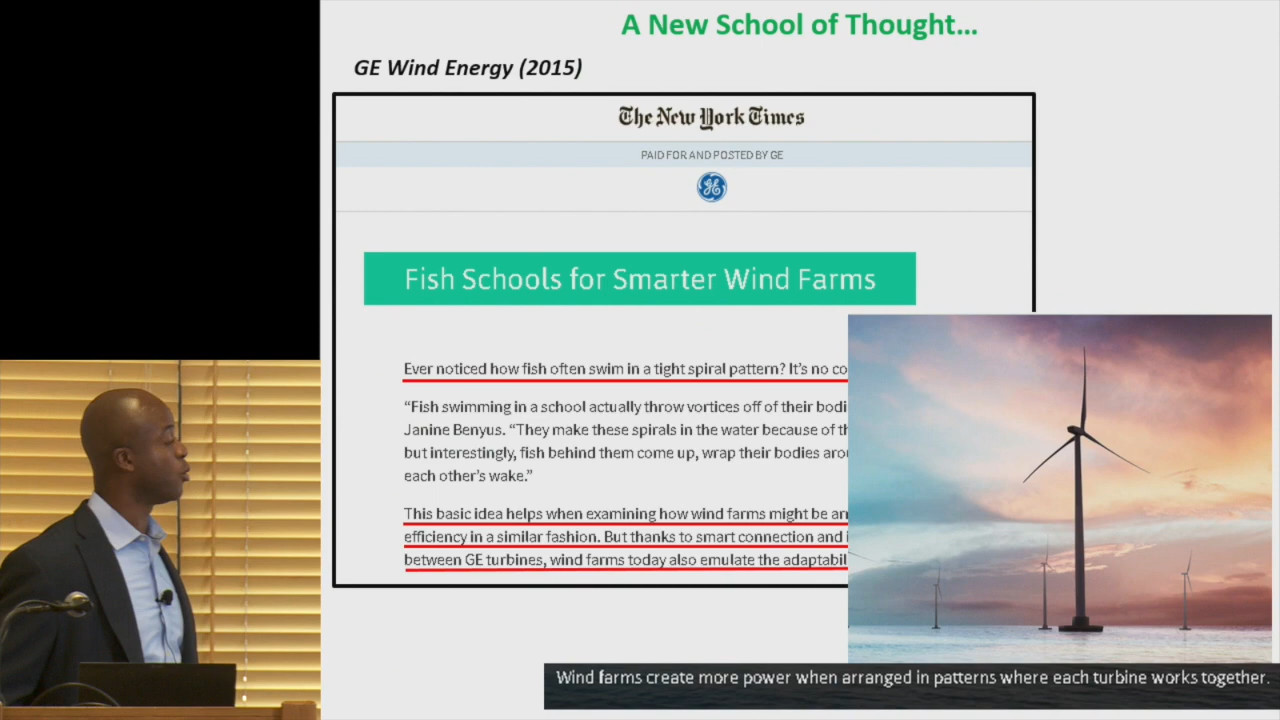 A New School of Thought...
GE Wind Energy (2015)
The New York Times
PAID FOR AND POSTED BY GE
GE
Fish Schools for Smarter Wind Farms
Ever noticed how fish often swim in a tight spiral pattern? It's no co
“Fish swimming in a school actually throw vortices off of their bodi
Janine Benyus. “They make these spirals in the water because of th
but interestingly, fish behind them come up, wrap their bodies arou
each other's wake.”
This basic idea helps when examining how wind farms might be arr
efficiency in a similar fashion. But thanks to smart connection and i
between GE turbines, wind farms today also emulate the adaptabil
Wind farms create more power when arranged in patterns where each turbine works together.